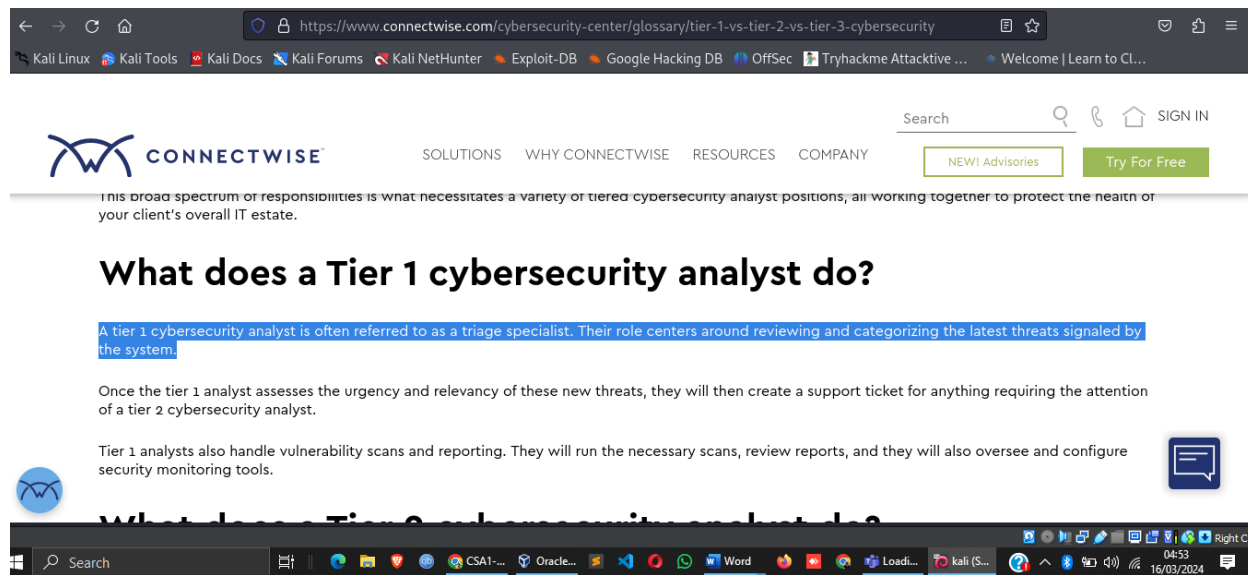 https://www.connectwise.com/cybersecurity-center/glossary/tier-1-vs-tier-2-vs-tier-3-cybersecurity
Kali Linux Kali Tools Kali Docs Kali Forums Kali NetHunter Exploit-DB Google Hacking DB OffSec Tryhackme Attacktive ... Welcome | Learn to Cl...
Search SIGN IN
CONNECTWISE SOLUTIONS WHY CONNECTWISE RESOURCES COMPANY NEW! Advisories Try For Free
This broad spectrum of responsibilities is what necessitates a variety of tiered cybersecurity analyst positions, all working together to protect the health of
your client's overall IT estate.
What does a Tier 1 cybersecurity analyst do?
A tier 1 cybersecurity analyst is often referred to as a triage specialist. Their role centers around reviewing and categorizing the latest threats signaled by
the system.
Once the tier 1 analyst assesses the urgency and relevancy of these new threats, they will then create a support ticket for anything requiring the attention
of a tier 2 cybersecurity analyst.
Tier 1 analysts also handle vulnerability scans and reporting. They will run the necessary scans, review reports, and they will also oversee and configure
security monitoring tools.
What does a Tier 2 cybersecurity analyst do?
Right C
Search CSA1-... Oracle... Word Loadi... kali (S... 04:53
16/03/2024